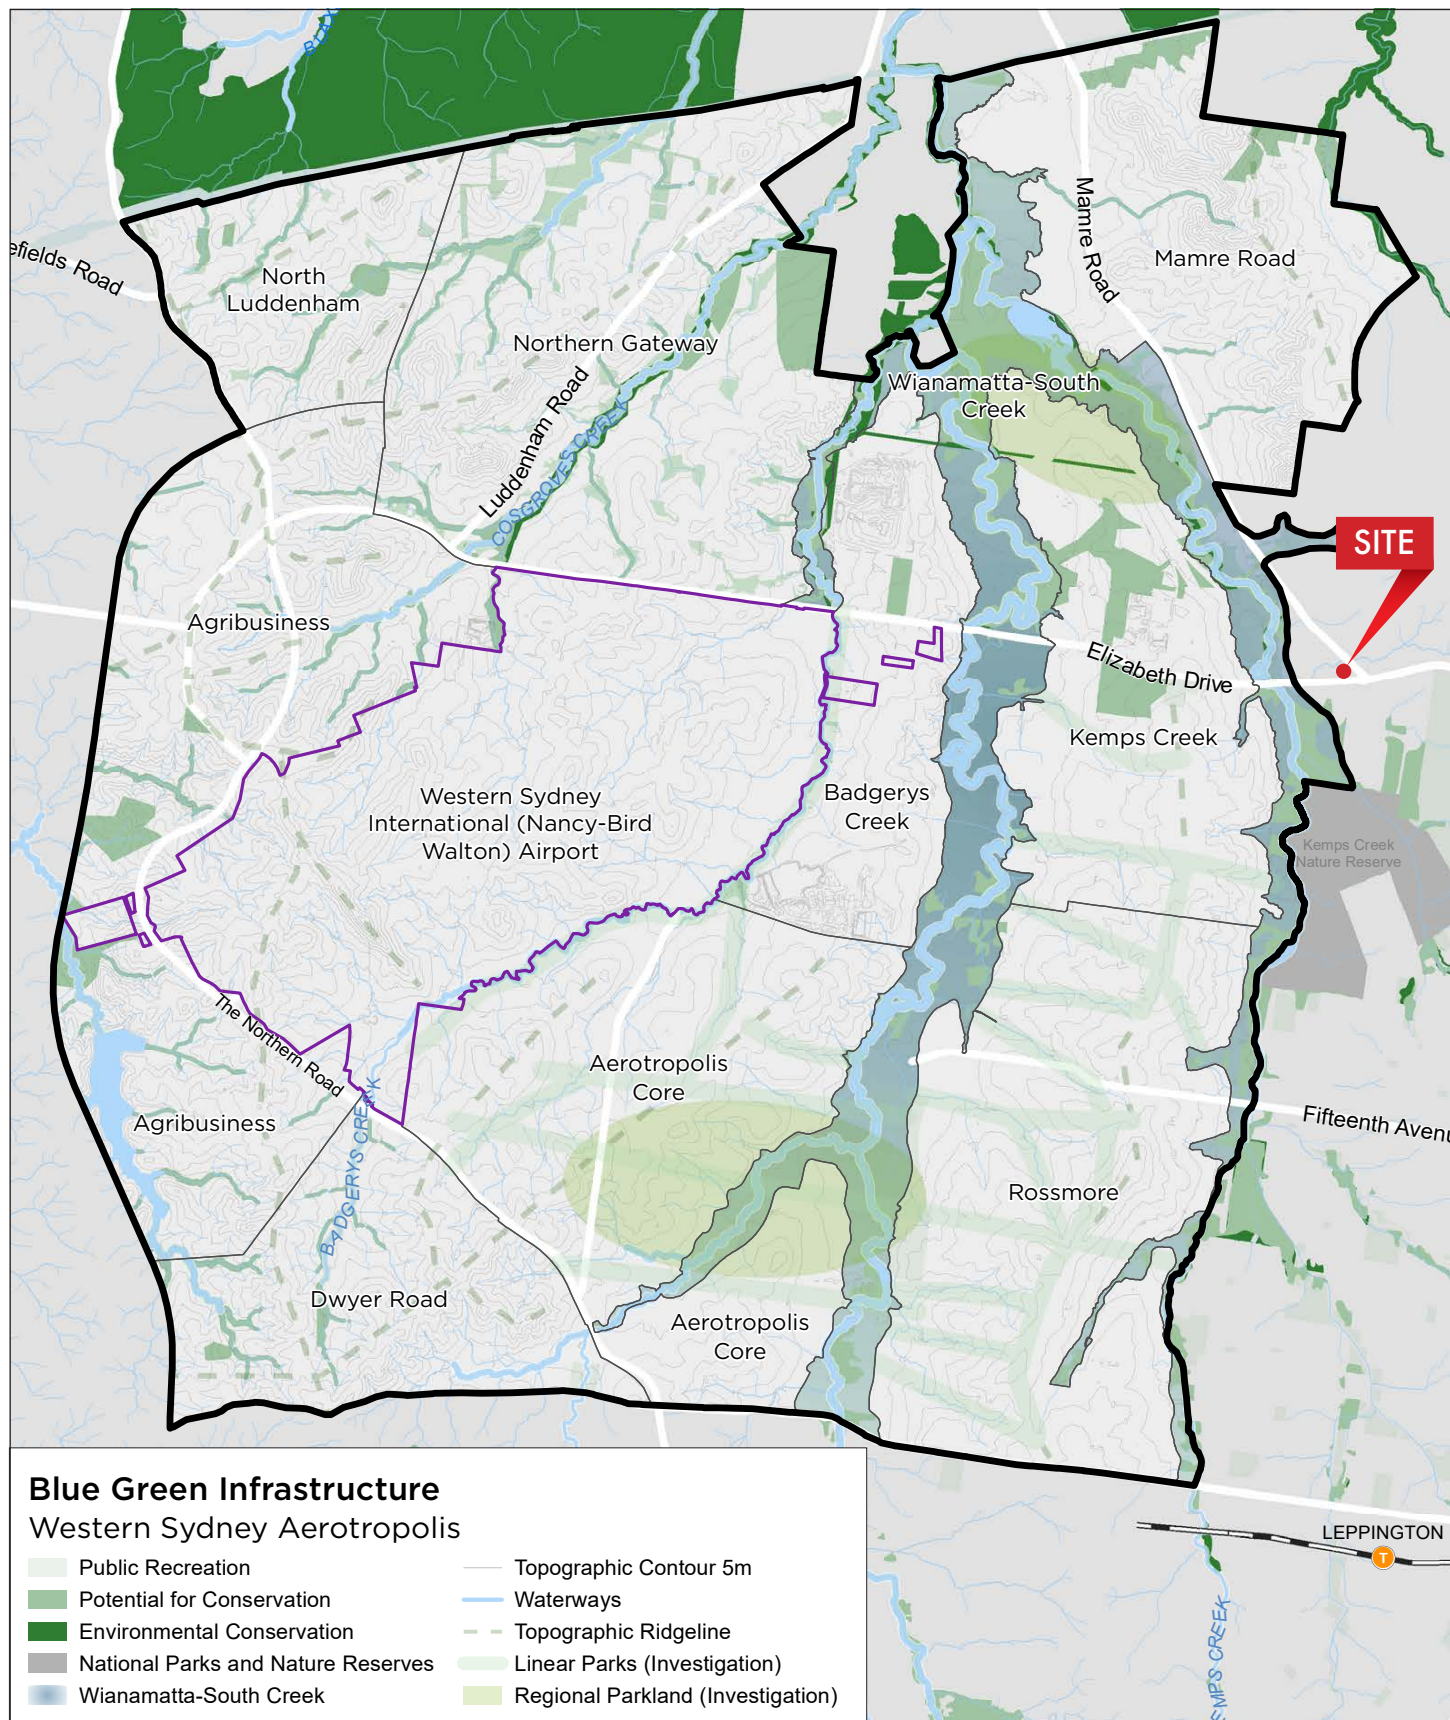 BLAX
efields Road
North
Luddenham
Northern Gateway
Luddenham Road
COSGROVES CREEK
Mamre Road
Mamre Road
Wianamatta-South
Creek
SITE
Agribusiness
Elizabeth Drive
Kemps Creek
Western Sydney
International (Nancy-Bird
Walton) Airport
Badgerys
Creek
Kemps Creek
Nature Reserve
The Northern Road
Aerotropolis
Core
Agribusiness
BADGERYS CREEK
Fifteenth Avenu
Rossmore
Dwyer Road
Aerotropolis
Core
Blue Green Infrastructure
Western Sydney Aerotropolis
Public Recreation
Potential for Conservation
Environmental Conservation
National Parks and Nature Reserves
Wianamatta-South Creek
Topographic Contour 5m
Waterways
Topographic Ridgeline
Linear Parks (Investigation)
Regional Parkland (Investigation)
LEPPINGTON
T
EMPS CREEK